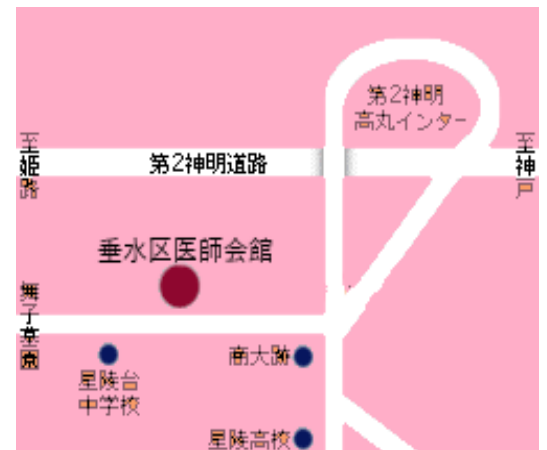 第2神明
高丸インター
至姫路
第2神明道路
至神戸
垂水区医師会館
舞子墓園
商大跡
星陵台
中学校
星陵高校